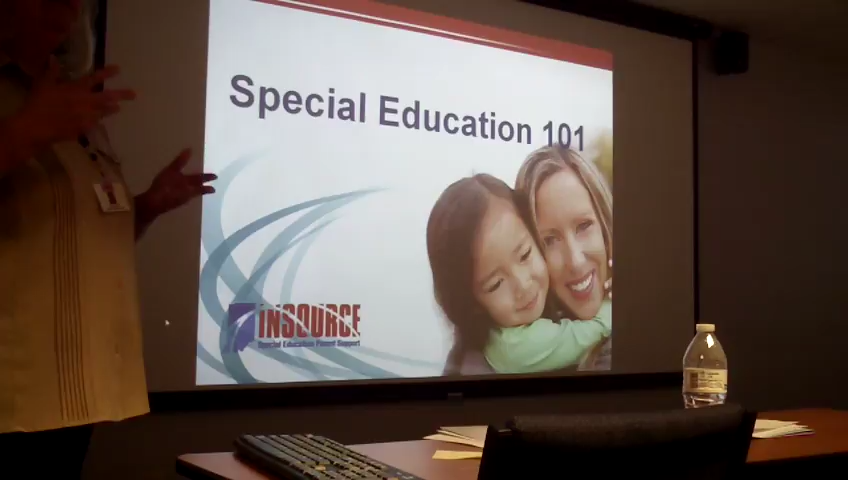 Special Education 101
INSOURCE
Special Education Parent Support